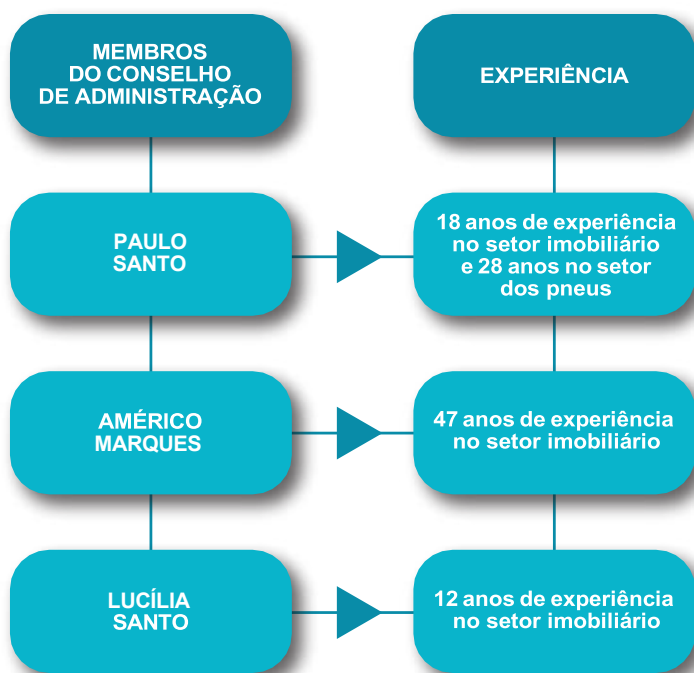 MEMBROS
DO CONSELHO
DE ADMINISTRAÇÃO
EXPERIÊNCIA
PAULO
SANTO
18 anos de experiência
no setor imobiliário
e 28 anos no setor
dos pneus
AMÉRICO
MARQUES
47 anos de experiência
no setor imobiliário
LUCÍLIA
SANTO
12 anos de experiência
no setor imobiliário